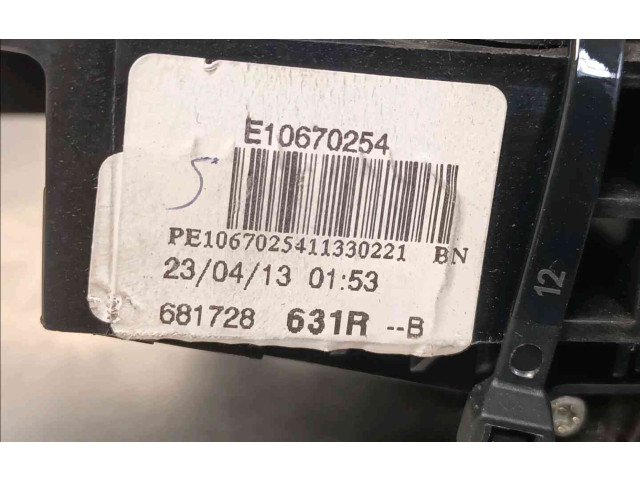 E10670254
5
PE1067025411330221 BN
23/04/13 01:53
681728 631R --B
12